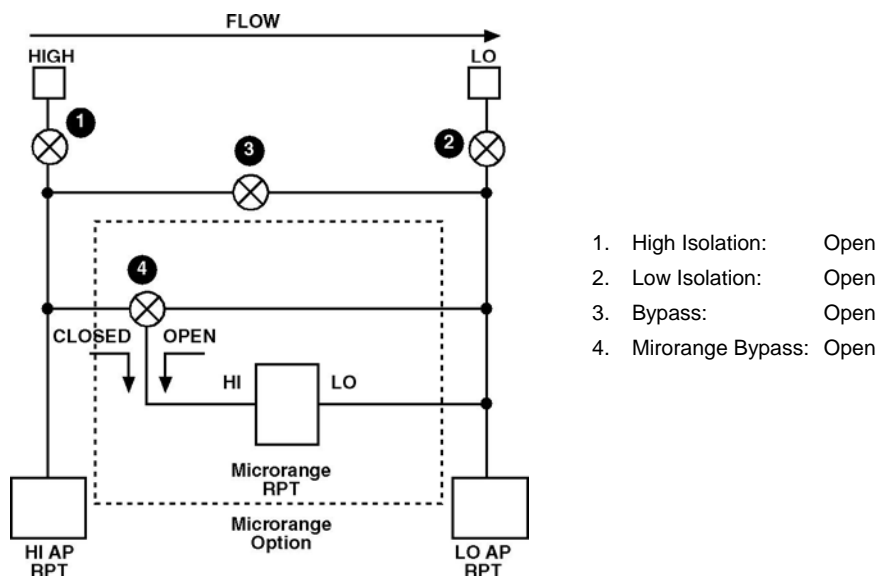 FLOW
HIGH
LO
1
2
3
4
CLOSED OPEN
HI LO
Microrange
RPT
Microrange
Option
HI AP
RPT
LO AP
RPT
1. High Isolation: Open
2. Low Isolation: Open
3. Bypass: Open
4. Mirorange Bypass: Open